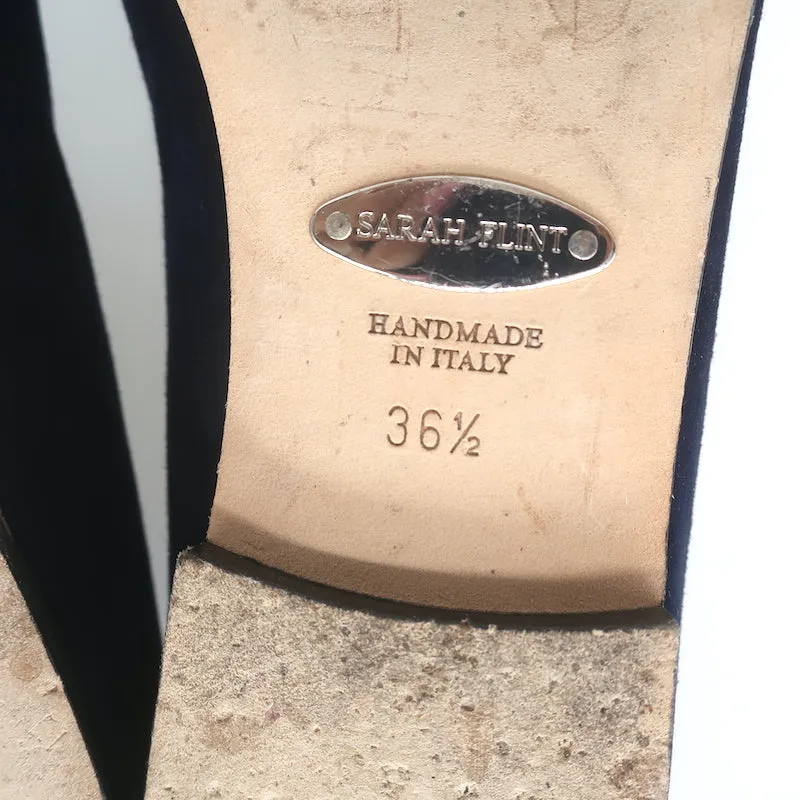 SARAH FLINT
HANDMADE
IN ITALY
36½